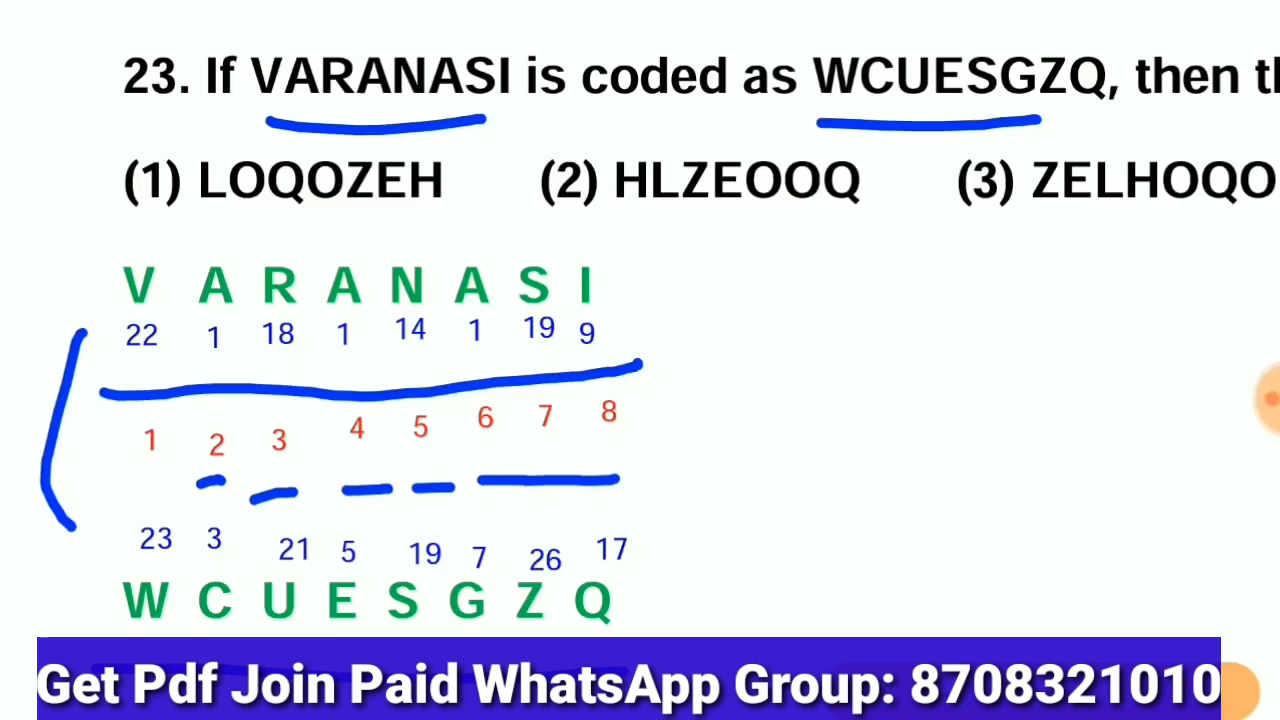 23. If VARANASI is coded as WCUESGZQ, then
(1) LOQOZEH (2) HLZEOOQ (3) ZELHOQO
V A R A N A S I
22 1 18 1 14 1 19 9
1 2 3 4 5 6 7 8
23 3 21 5 19 7 26 17
W C U E S G Z Q
Get Pdf Join Paid WhatsApp Group: 8708321010